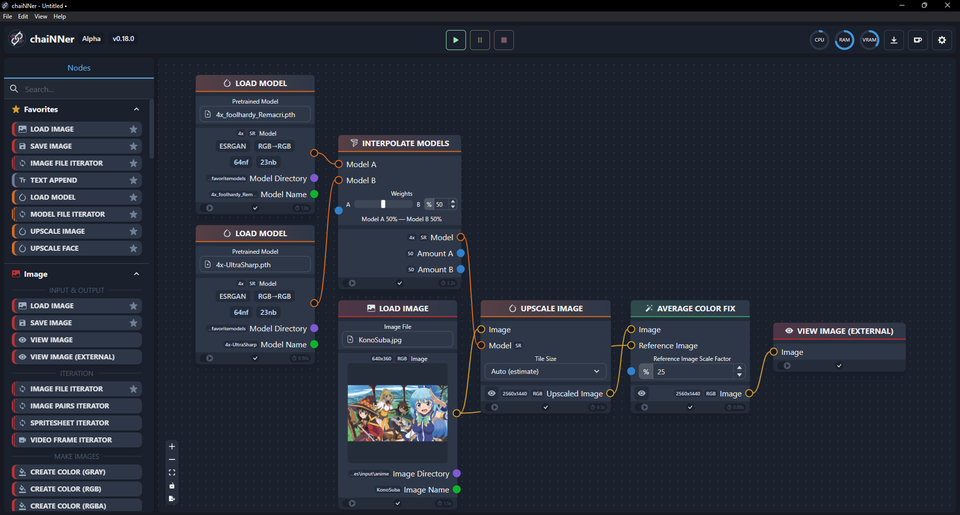 chaiNNer - Untitled •
File Edit View Help
chaiNNer Alpha v0.18.0
CPU RAM VRAM
Nodes
Search...
Favorites
LOAD IMAGE
SAVE IMAGE
IMAGE FILE ITERATOR
TEXT APPEND
LOAD MODEL
MODEL FILE ITERATOR
UPSCALE IMAGE
UPSCALE FACE
Image
INPUT & OUTPUT
LOAD IMAGE
SAVE IMAGE
VIEW IMAGE
VIEW IMAGE (EXTERNAL)
ITERATION
IMAGE FILE ITERATOR
IMAGE PAIRS ITERATOR
SPRITESHEET ITERATOR
VIDEO FRAME ITERATOR
MAKE IMAGES
CREATE COLOR (GRAY)
CREATE COLOR (RGB)
CREATE COLOR (RGBA)
LOAD MODEL
Pretrained Model
4x_foolhardy_Remacri.pth
4x SR Model
ESRGAN RGB→RGB
64nf 23nb
favoritemodels Model Directory
4x_foolhardy_Rem... Model Name
LOAD MODEL
Pretrained Model
4x-UltraSharp.pth
4x SR Model
ESRGAN RGB→RGB
64nf 23nb
favoritemodels Model Directory
4x-UltraSharp Model Name
INTERPOLATE MODELS
Model A
Model B
Weights
A B % 50
Model A 50% — Model B 50%
4x SR Model
50 Amount A
50 Amount B
LOAD IMAGE
Image File
KonoSuba.jpg
640x360 RGB Image
Image Directory
KonoSuba Image Name
UPSCALE IMAGE
Image
Model SR
Tile Size
Auto (estimate)
2560x1440 RGB Upscaled Image
AVERAGE COLOR FIX
Image
Reference Image
Reference Image Scale Factor
% 25
2560x1440 RGB Image
VIEW IMAGE (EXTERNAL)
Image